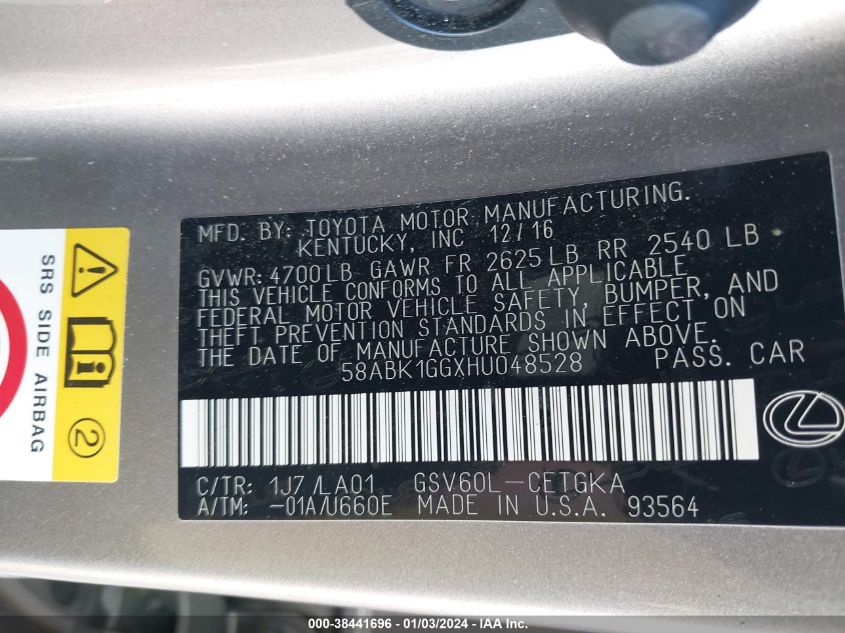 MFD. BY: TOYOTA MOTOR MANUFACTURING.
KENTUCKY, INC 12/16
GVWR: 4700LB GAWR FR 2625LB RR 2540 LB
THIS VEHICLE CONFORMS TO ALL APPLICABLE
FEDERAL MOTOR VEHICLE SAFETY, BUMPER, AND
THEFT PREVENTION STANDARDS IN EFFECT ON
THE DATE OF MANUFACTURE SHOWN ABOVE.
58ABK1GGXHU048528 PASS. CAR
C/TR: 1J7 /LA01 GSV60L-CETGKA
A/TM: -01A/U660E MADE IN U.S.A. 93564
SRS SIDE AIRBAG
2
000-38441696 - 01/03/2024 - WWW.IAAI.COM